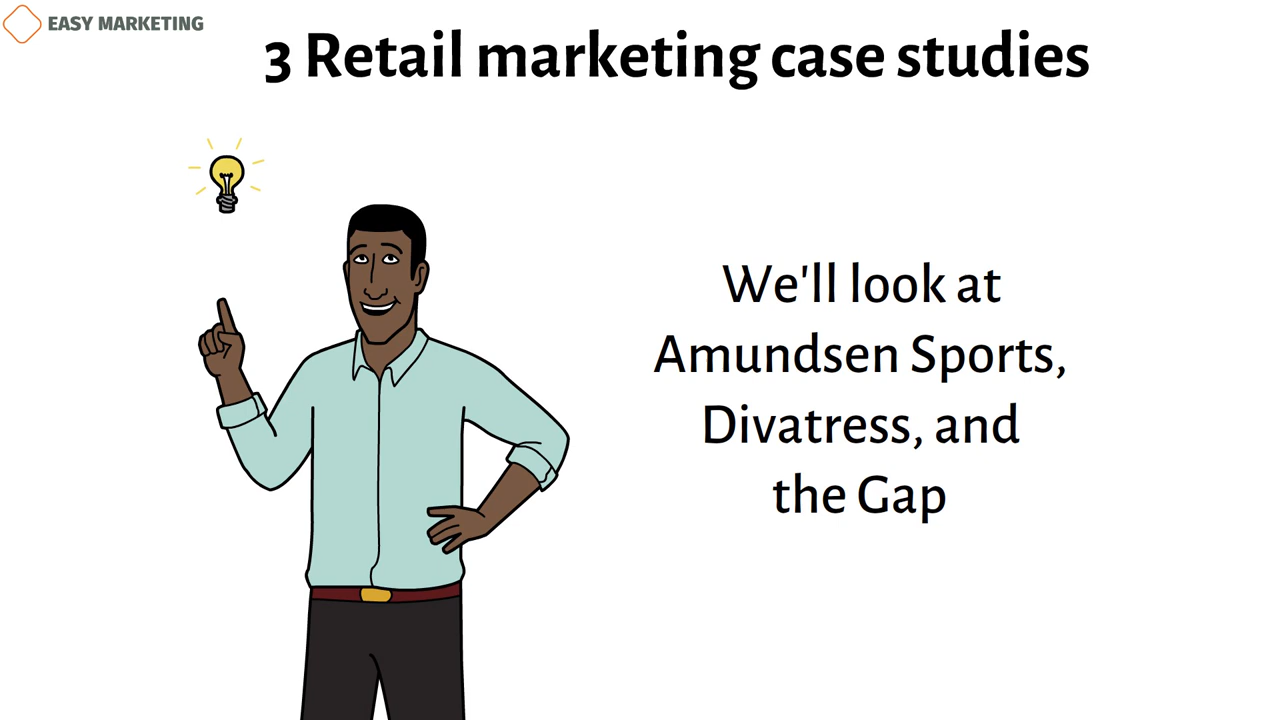 EASY MARKETING
3 Retail marketing case studies
We'll look at
Amundsen Sports,
Divatress, and
the Gap